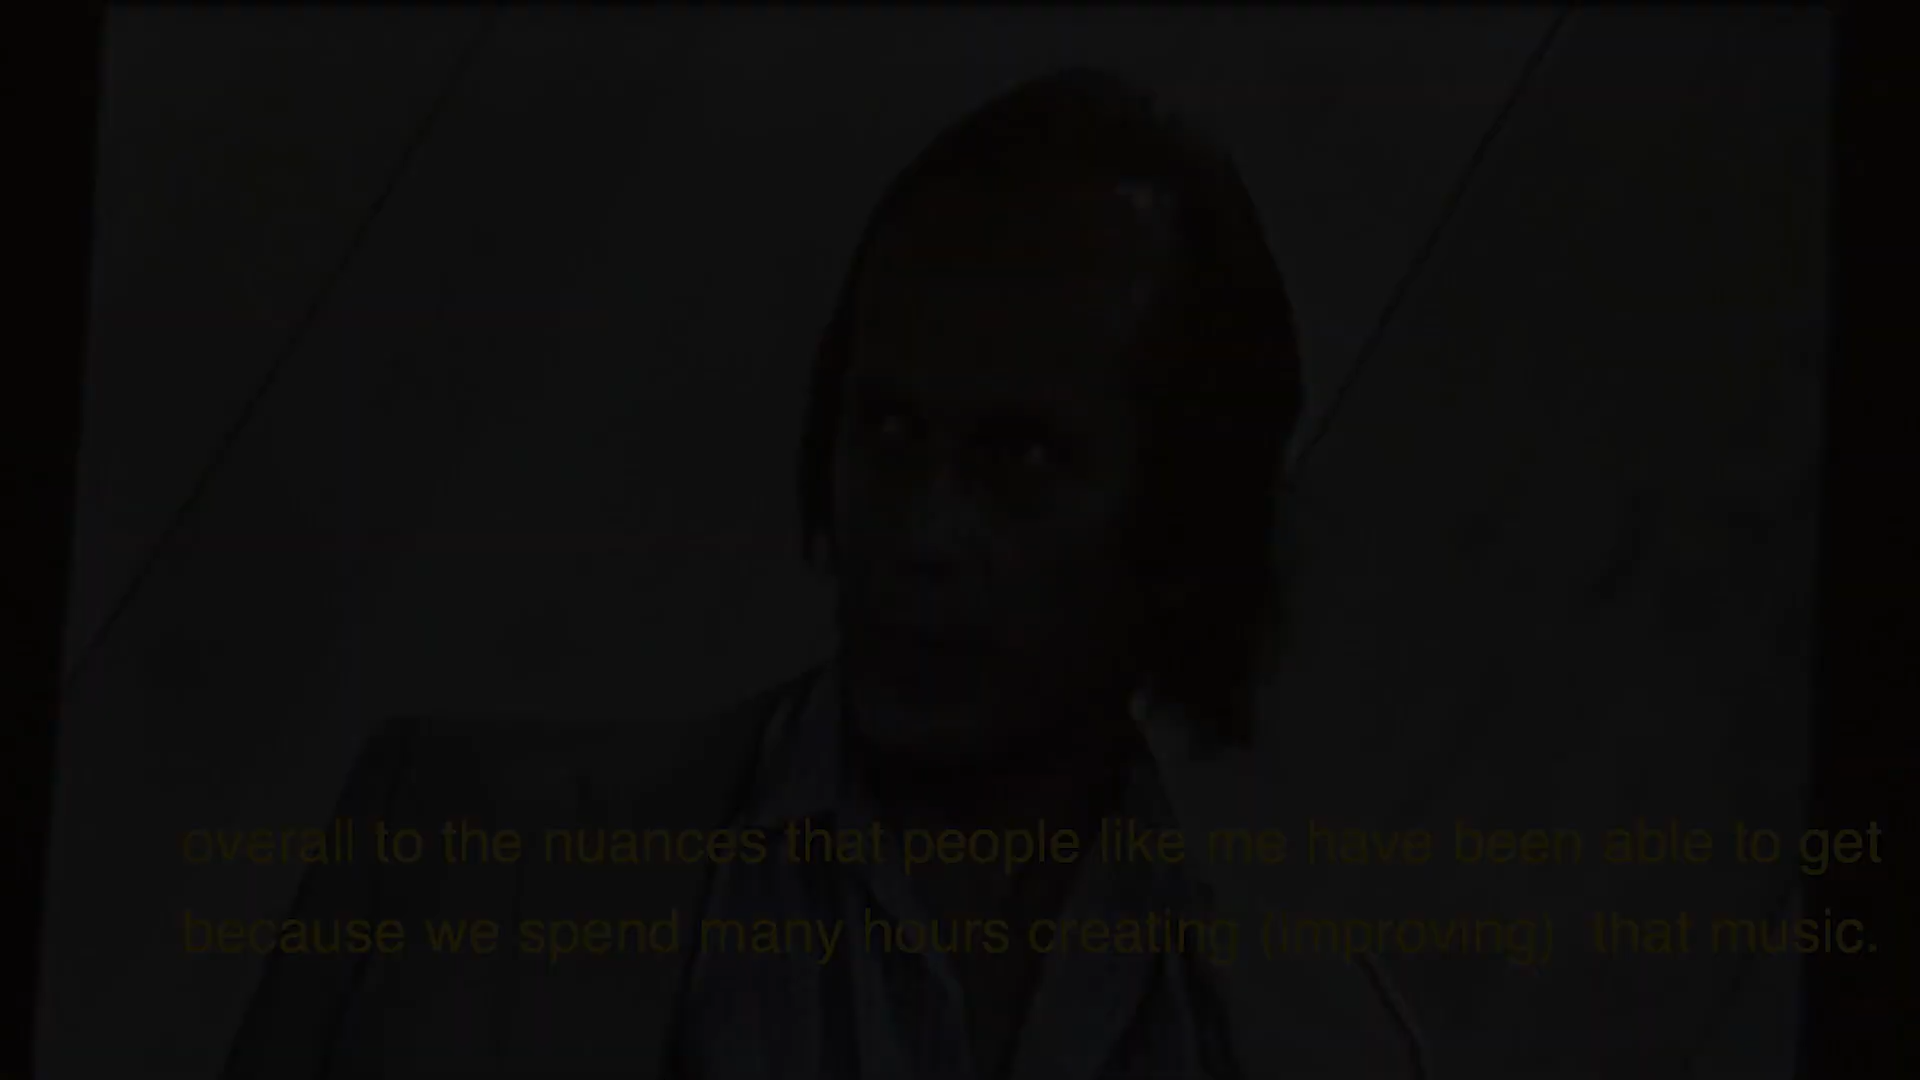 overall to the nuances that people like me have been able to get
because we spend many hours creating (improving) that music.